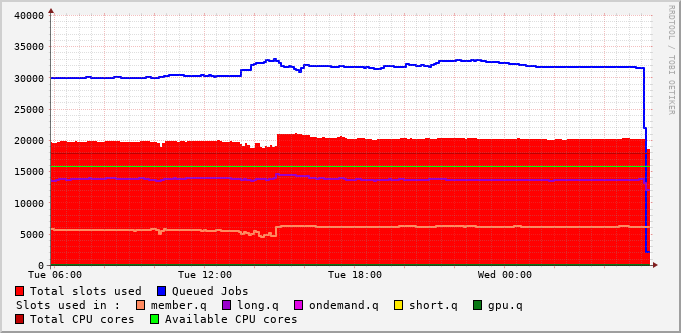 RRDTOOL / TOBI OETIKER
40000
35000
30000
25000
20000
15000
10000
5000
0
Tue 06:00 Tue 12:00 Tue 18:00 Wed 00:00
Total slots used Queued Jobs
Slots used in : member.q long.q ondemand.q short.q gpu.q
Total CPU cores Available CPU cores